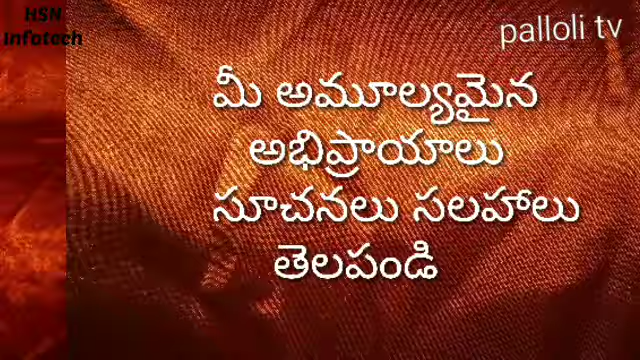 HSN
Infotech
palloli tv
మీ అమూల్యమైన
అభిప్రాయాలు
సూచనలు సలహాలు
తెలపండి